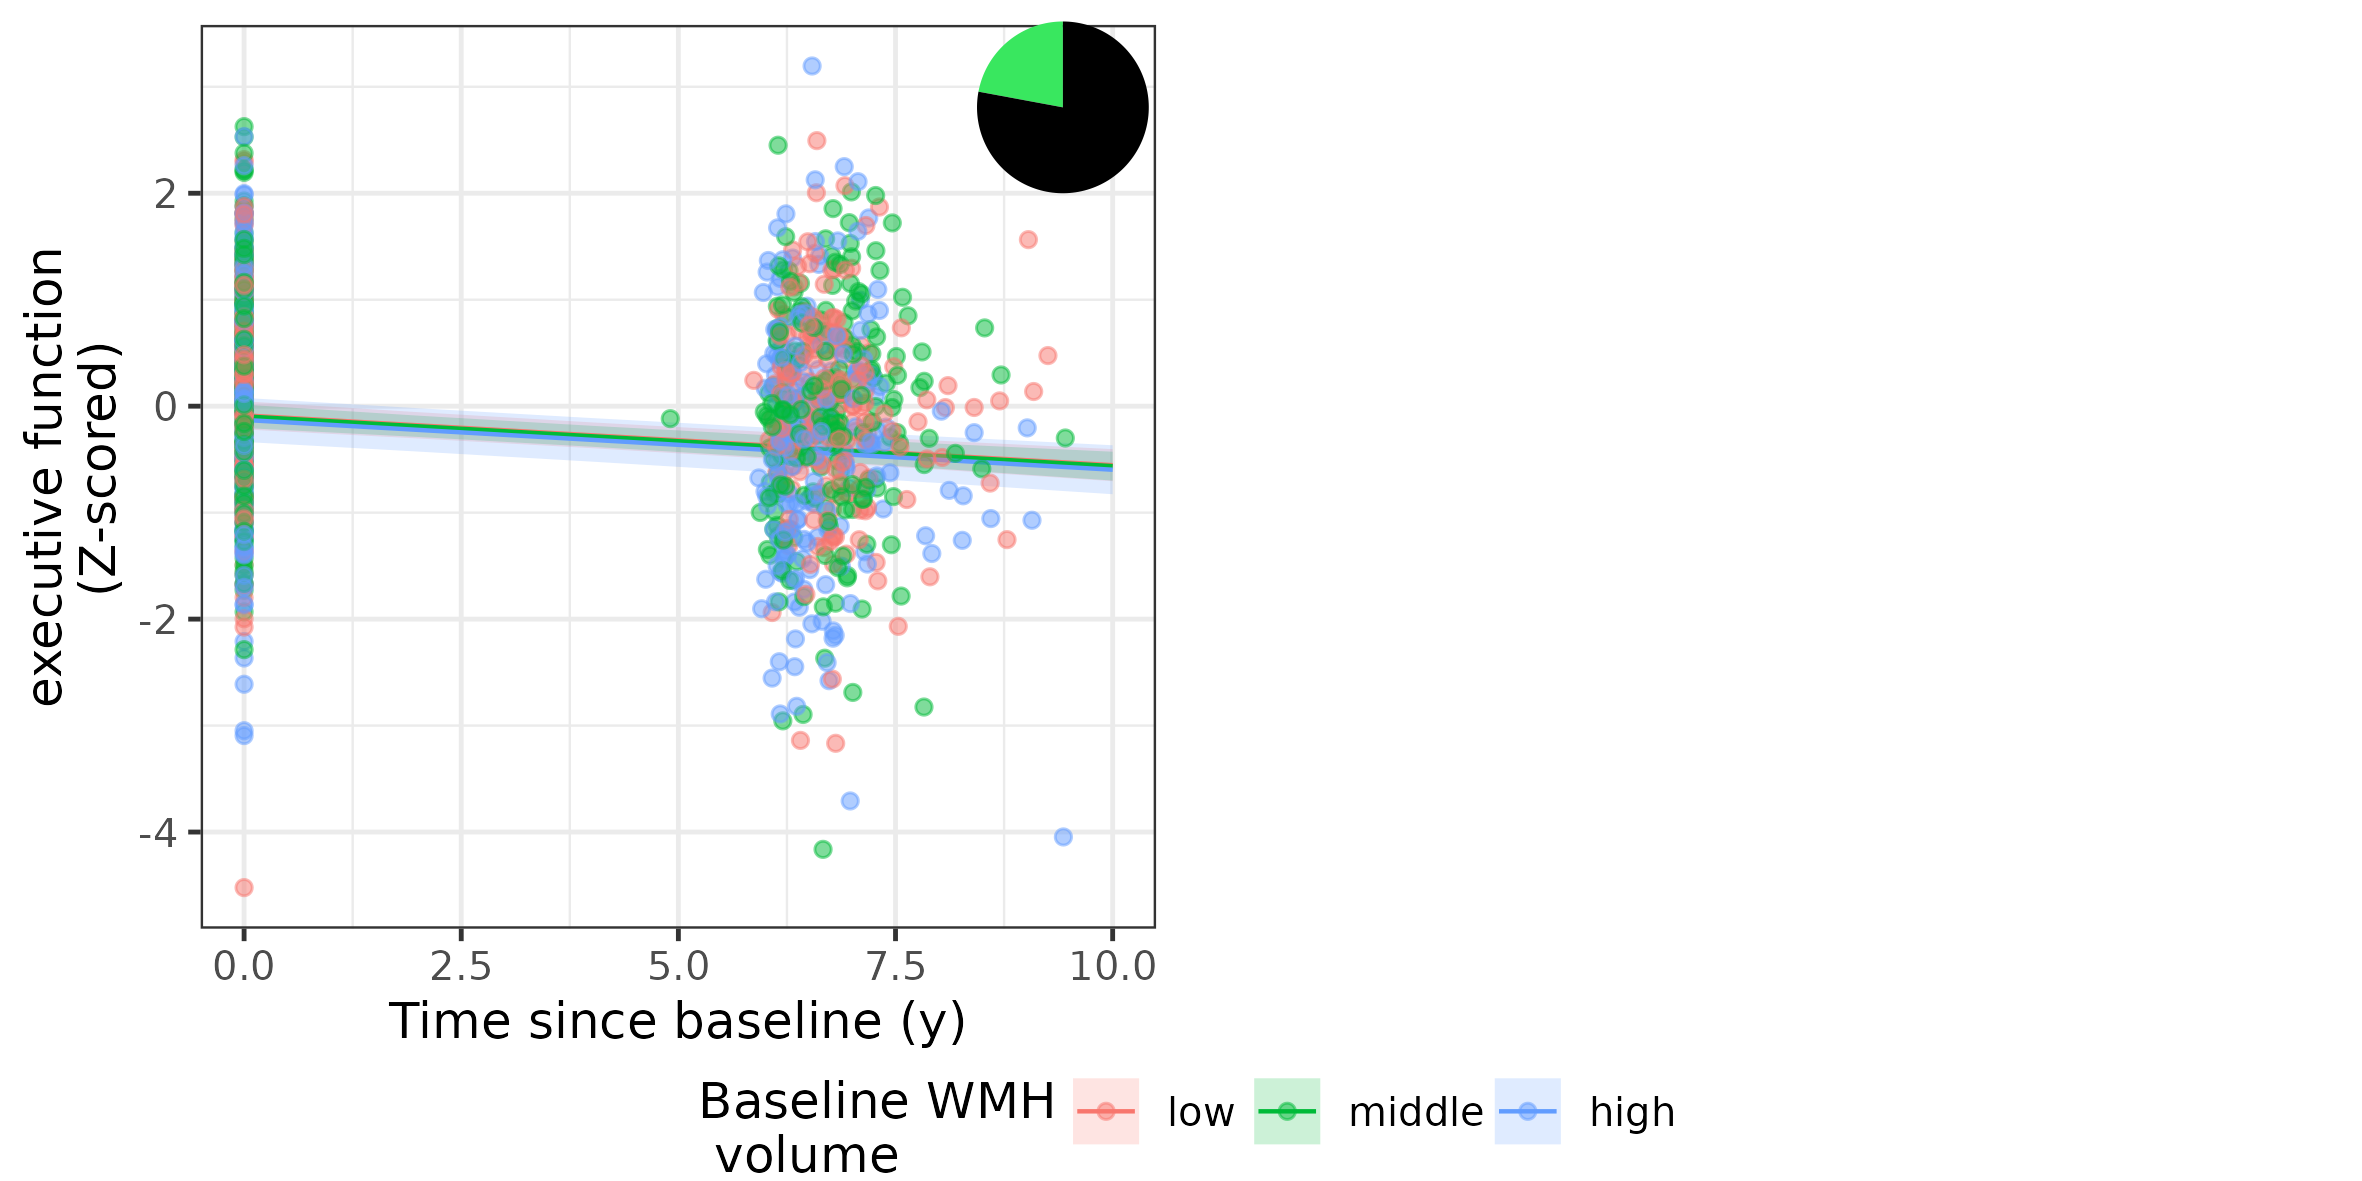 executive function
(Z-scored)
2
0
-2
-4
0.0 2.5 5.0 7.5 10.0
Time since baseline (y)
Baseline WMH
volume
low middle high